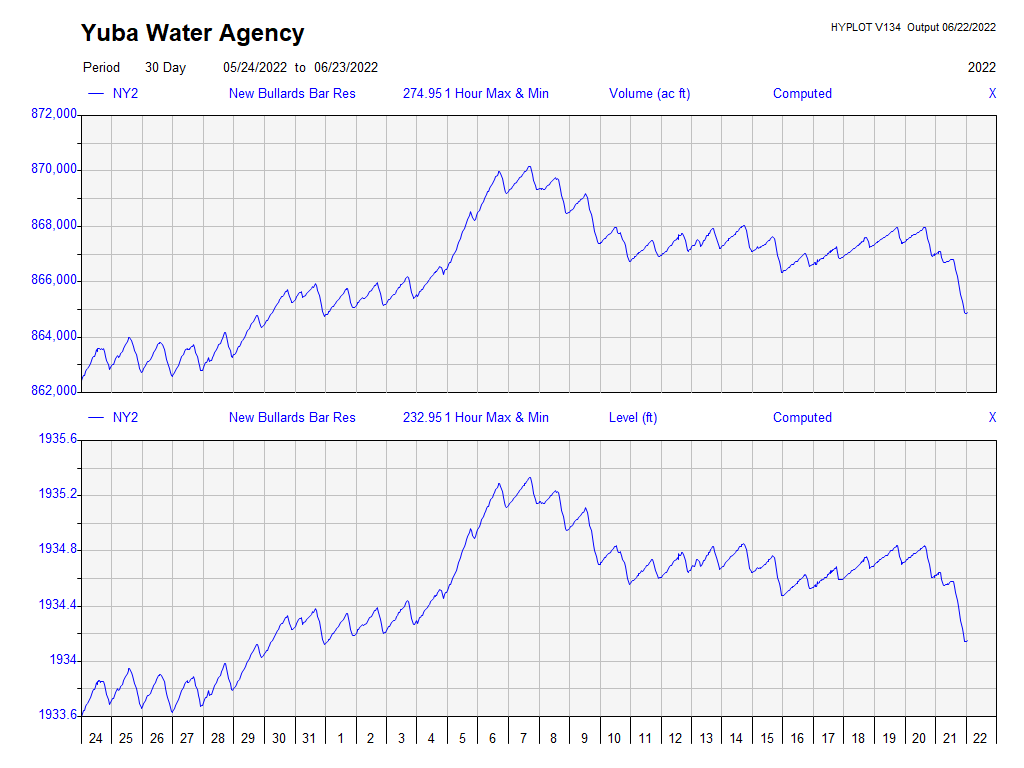 Yuba Water Agency
HYPLOT V134 Output 06/22/2022
Period 30 Day 05/24/2022 to 06/23/2022 2022
NY2 New Bullards Bar Res 274.95 1 Hour Max & Min Volume (ac ft) Computed X
872,000
870,000
868,000
866,000
864,000
862,000
NY2 New Bullards Bar Res 232.95 1 Hour Max & Min Level (ft) Computed X
1935.6
1935.2
1934.8
1934.4
1934
1933.6
24 25 26 27 28 29 30 31 1 2 3 4 5 6 7 8 9 10 11 12 13 14 15 16 17 18 19 20 21 22